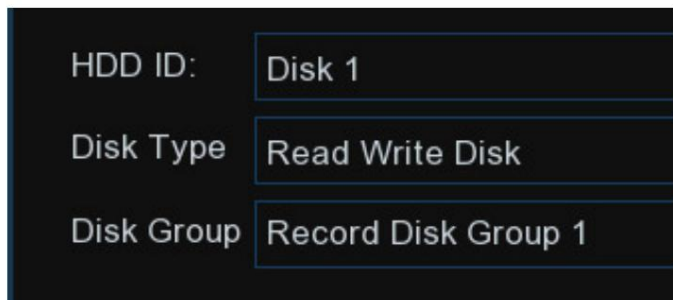 HDD ID: Disk 1
Disk Type Read Write Disk
Disk Group Record Disk Group 1